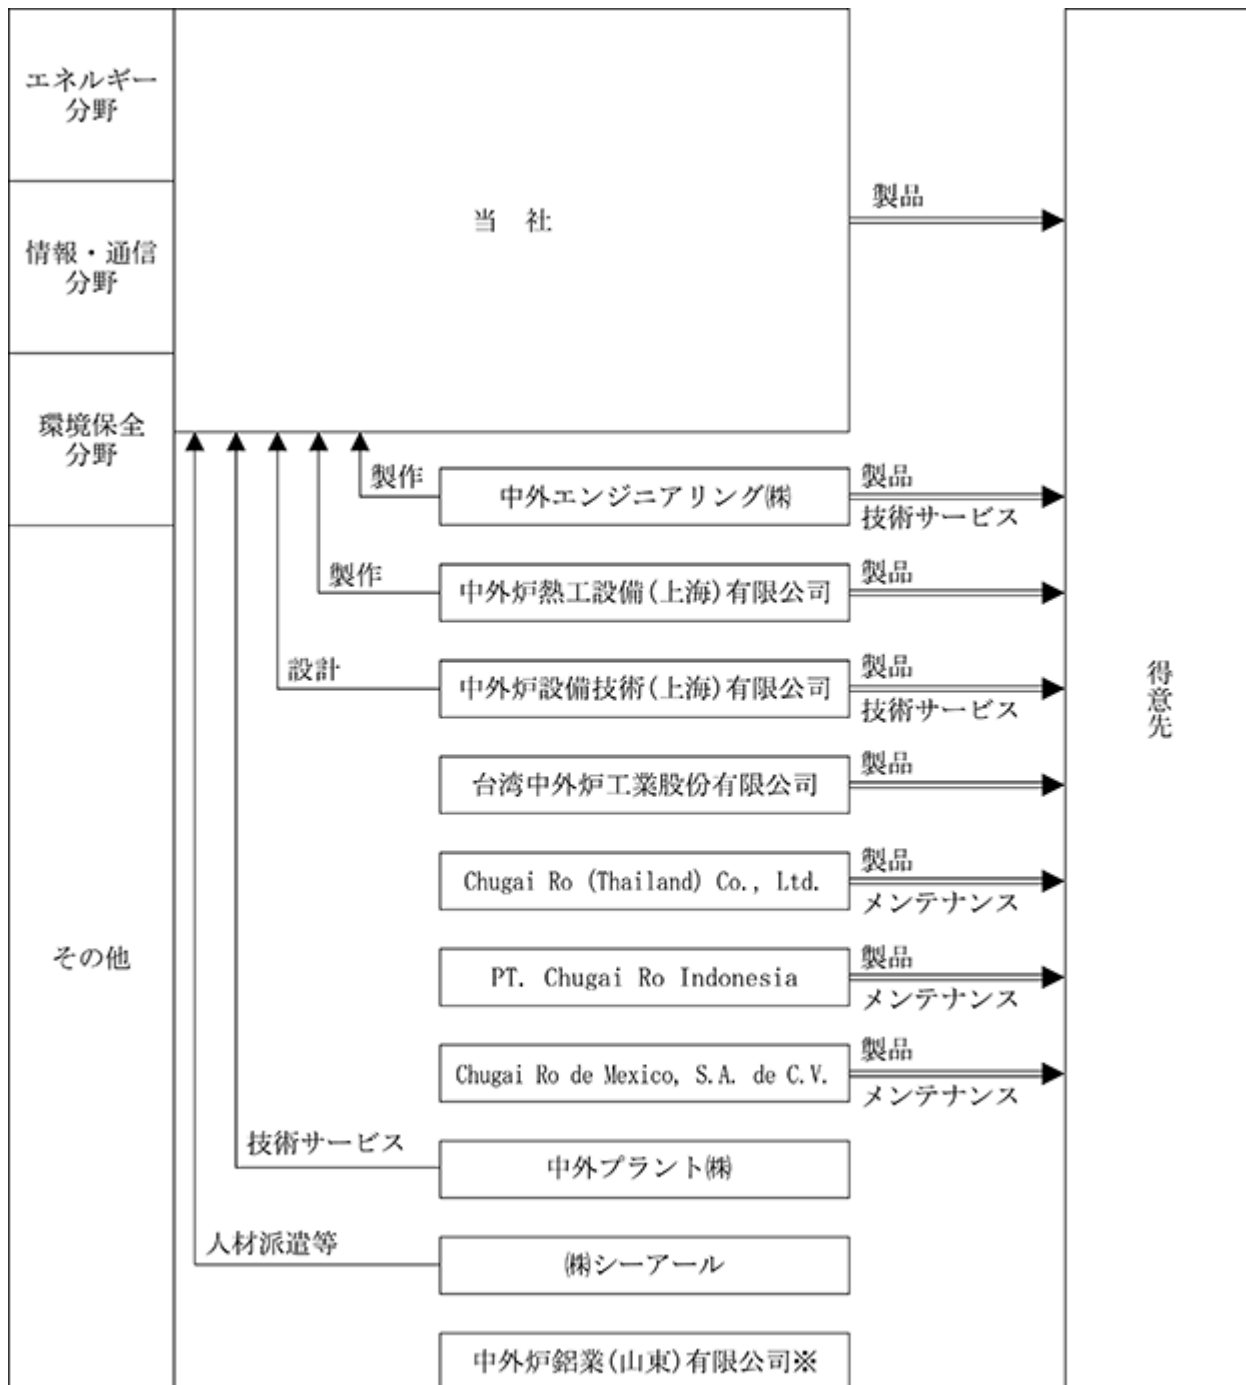 エネルギー
分野
情報・通信
分野
環境保全
分野
その他
当 社
製品
製作
中外エンジニアリング㈱
製品
技術サービス
製作
中外炉熱工設備(上海)有限公司
製品
設計
中外炉設備技術(上海)有限公司
製品
技術サービス
台湾中外炉工業股份有限公司
製品
Chugai Ro (Thailand) Co., Ltd.
製品
メンテナンス
PT. Chugai Ro Indonesia
製品
メンテナンス
Chugai Ro de Mexico, S.A. de C.V.
製品
メンテナンス
技術サービス
中外プラント㈱
人材派遣等
㈱シーアール
中外炉鋁業(山東)有限公司※
得意先